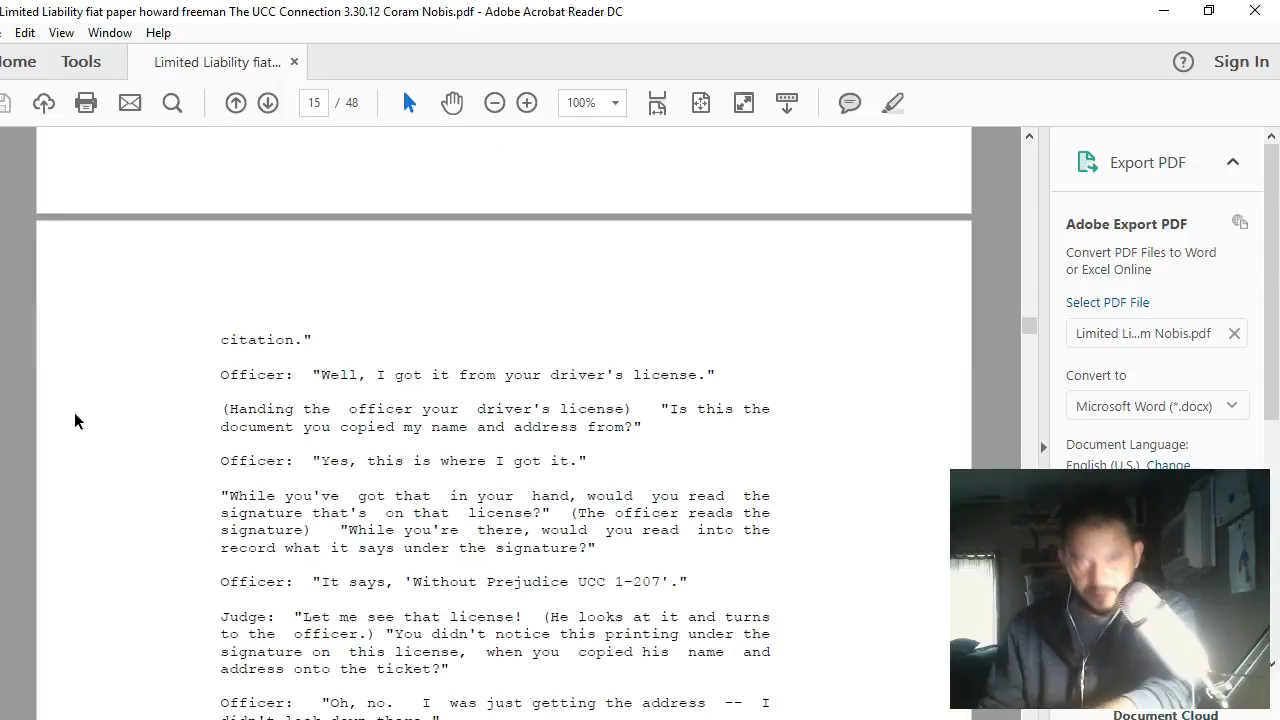 Limited Liability fiat paper howard freeman The UCC Connection 3.30.12 Coram Nobis.pdf - Adobe Acrobat Reader DC
Edit View Window Help
ome Tools Limited Liability fiat... Sign In
15 / 48 100%
Export PDF
Adobe Export PDF
Convert PDF Files to Word
or Excel Online
Select PDF File
Limited Li...m Nobis.pdf
Convert to
Microsoft Word (*.docx)
Document Language:
English (U.S.) Change
citation."
Officer: "Well, I got it from your driver's license."
(Handing the officer your driver's license) "Is this the
document you copied my name and address from?"
Officer: "Yes, this is where I got it."
"While you've got that in your hand, would you read the
signature that's on that license?" (The officer reads the
signature) "While you're there, would you read into the
record what it says under the signature?"
Officer: "It says, 'Without Prejudice UCC 1-207'."
Judge: "Let me see that license! (He looks at it and turns
to the officer.) "You didn't notice this printing under the
signature on this license, when you copied his name and
address onto the ticket?"
Officer: "Oh, no. I was just getting the address -- I
didn't look down there."
Document Cloud